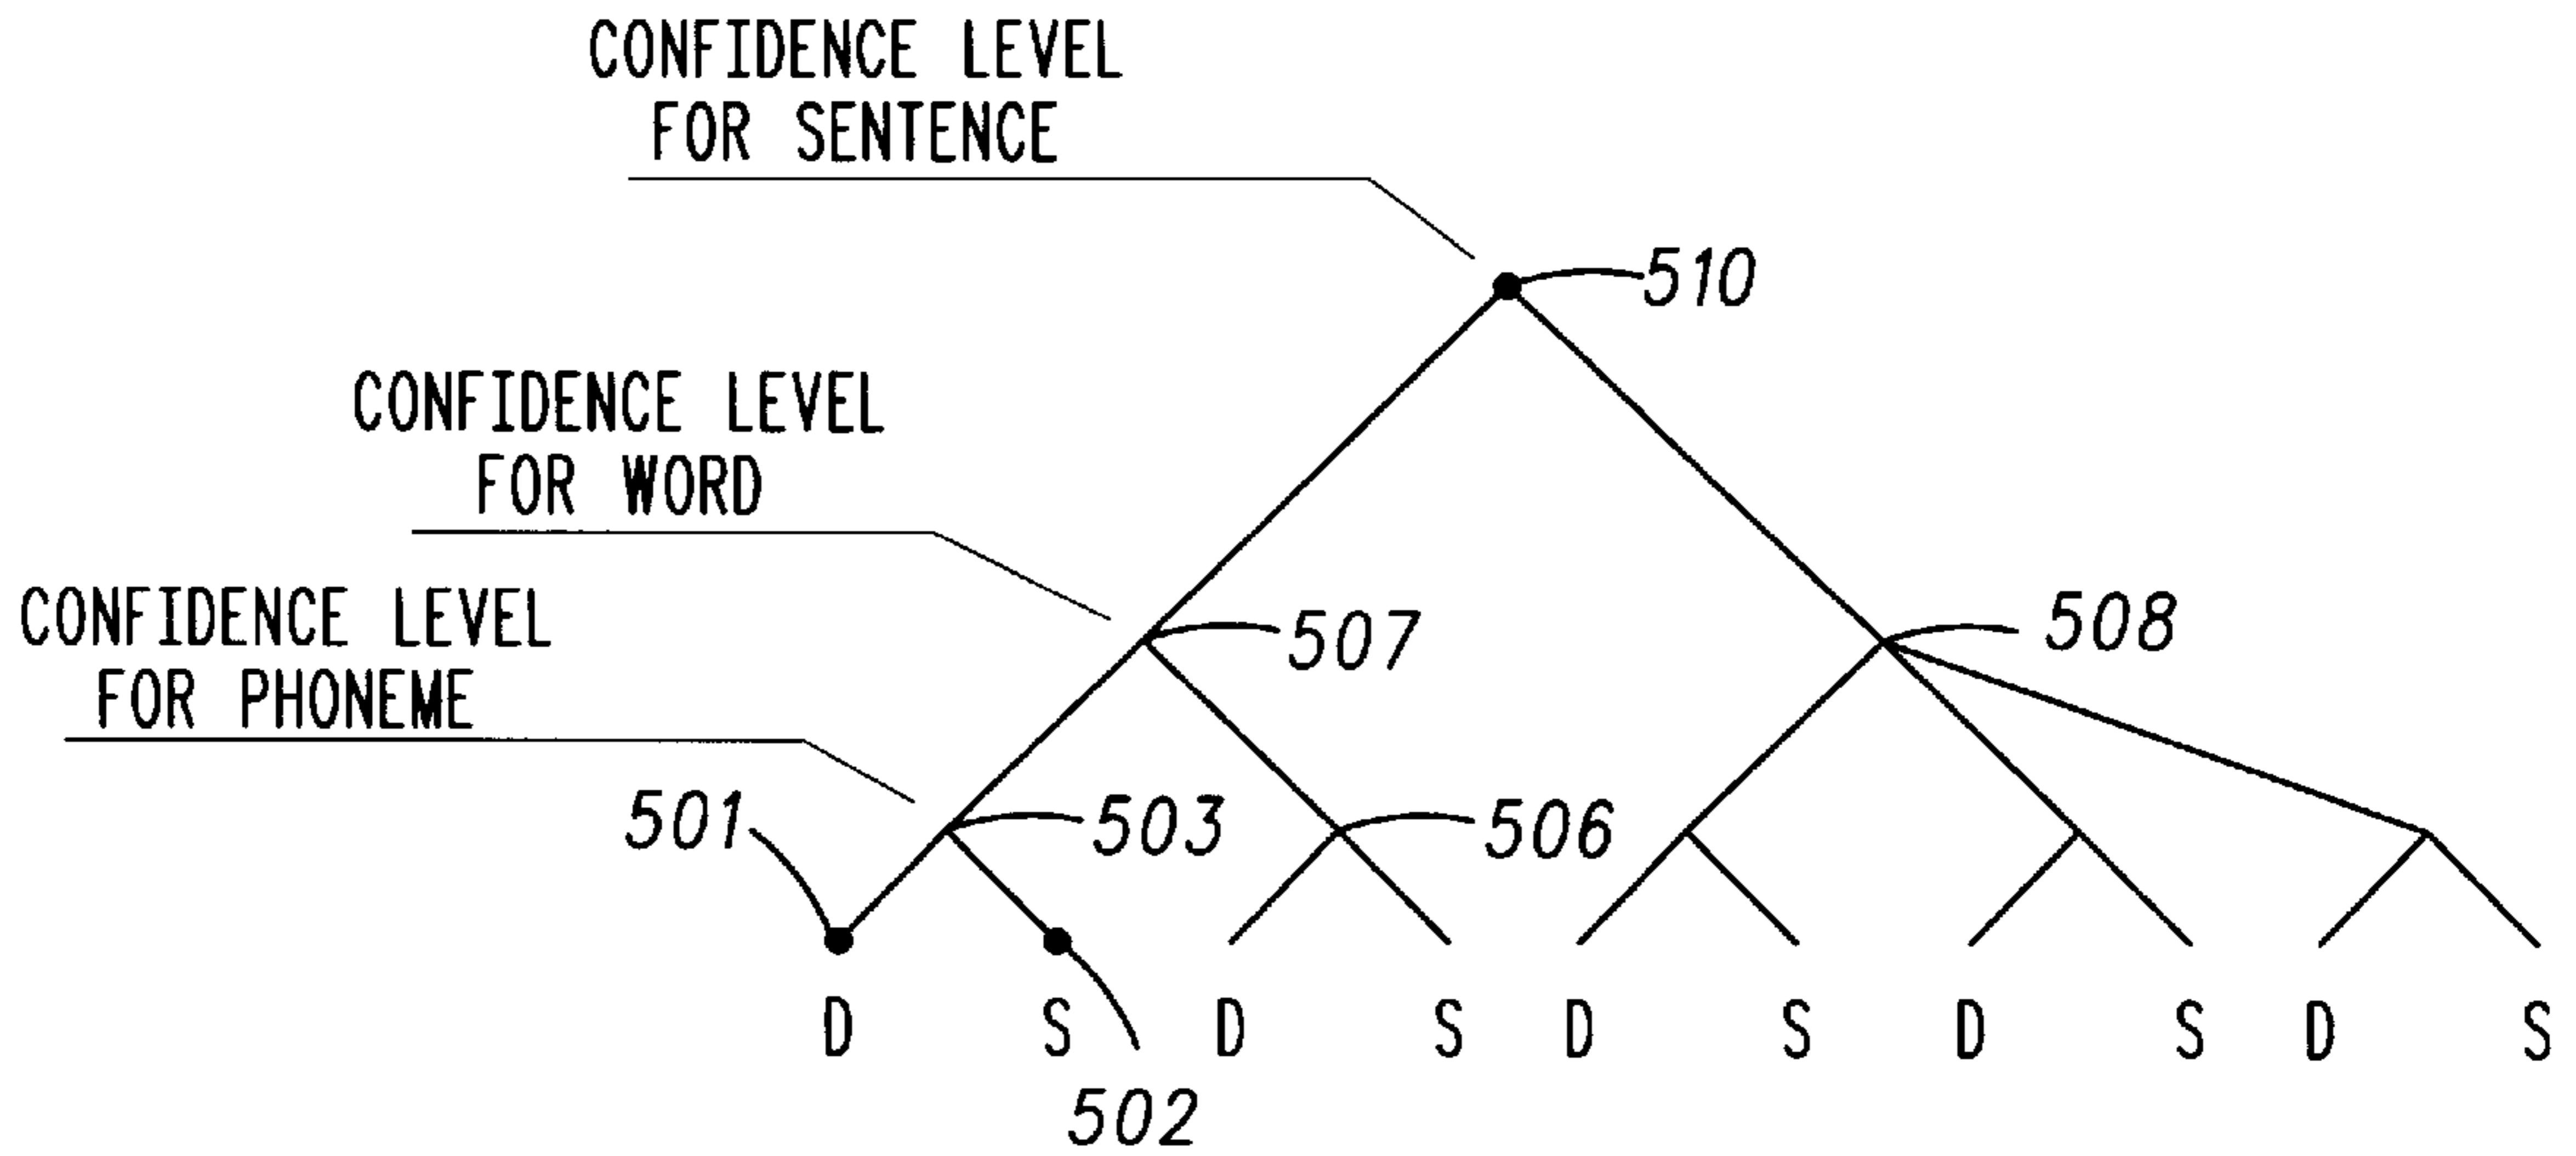 CONFIDENCE LEVEL
FOR SENTENCE
510
CONFIDENCE LEVEL
FOR WORD
507
508
CONFIDENCE LEVEL
FOR PHONEME
501
503
506
D S D S D S D S D S
502